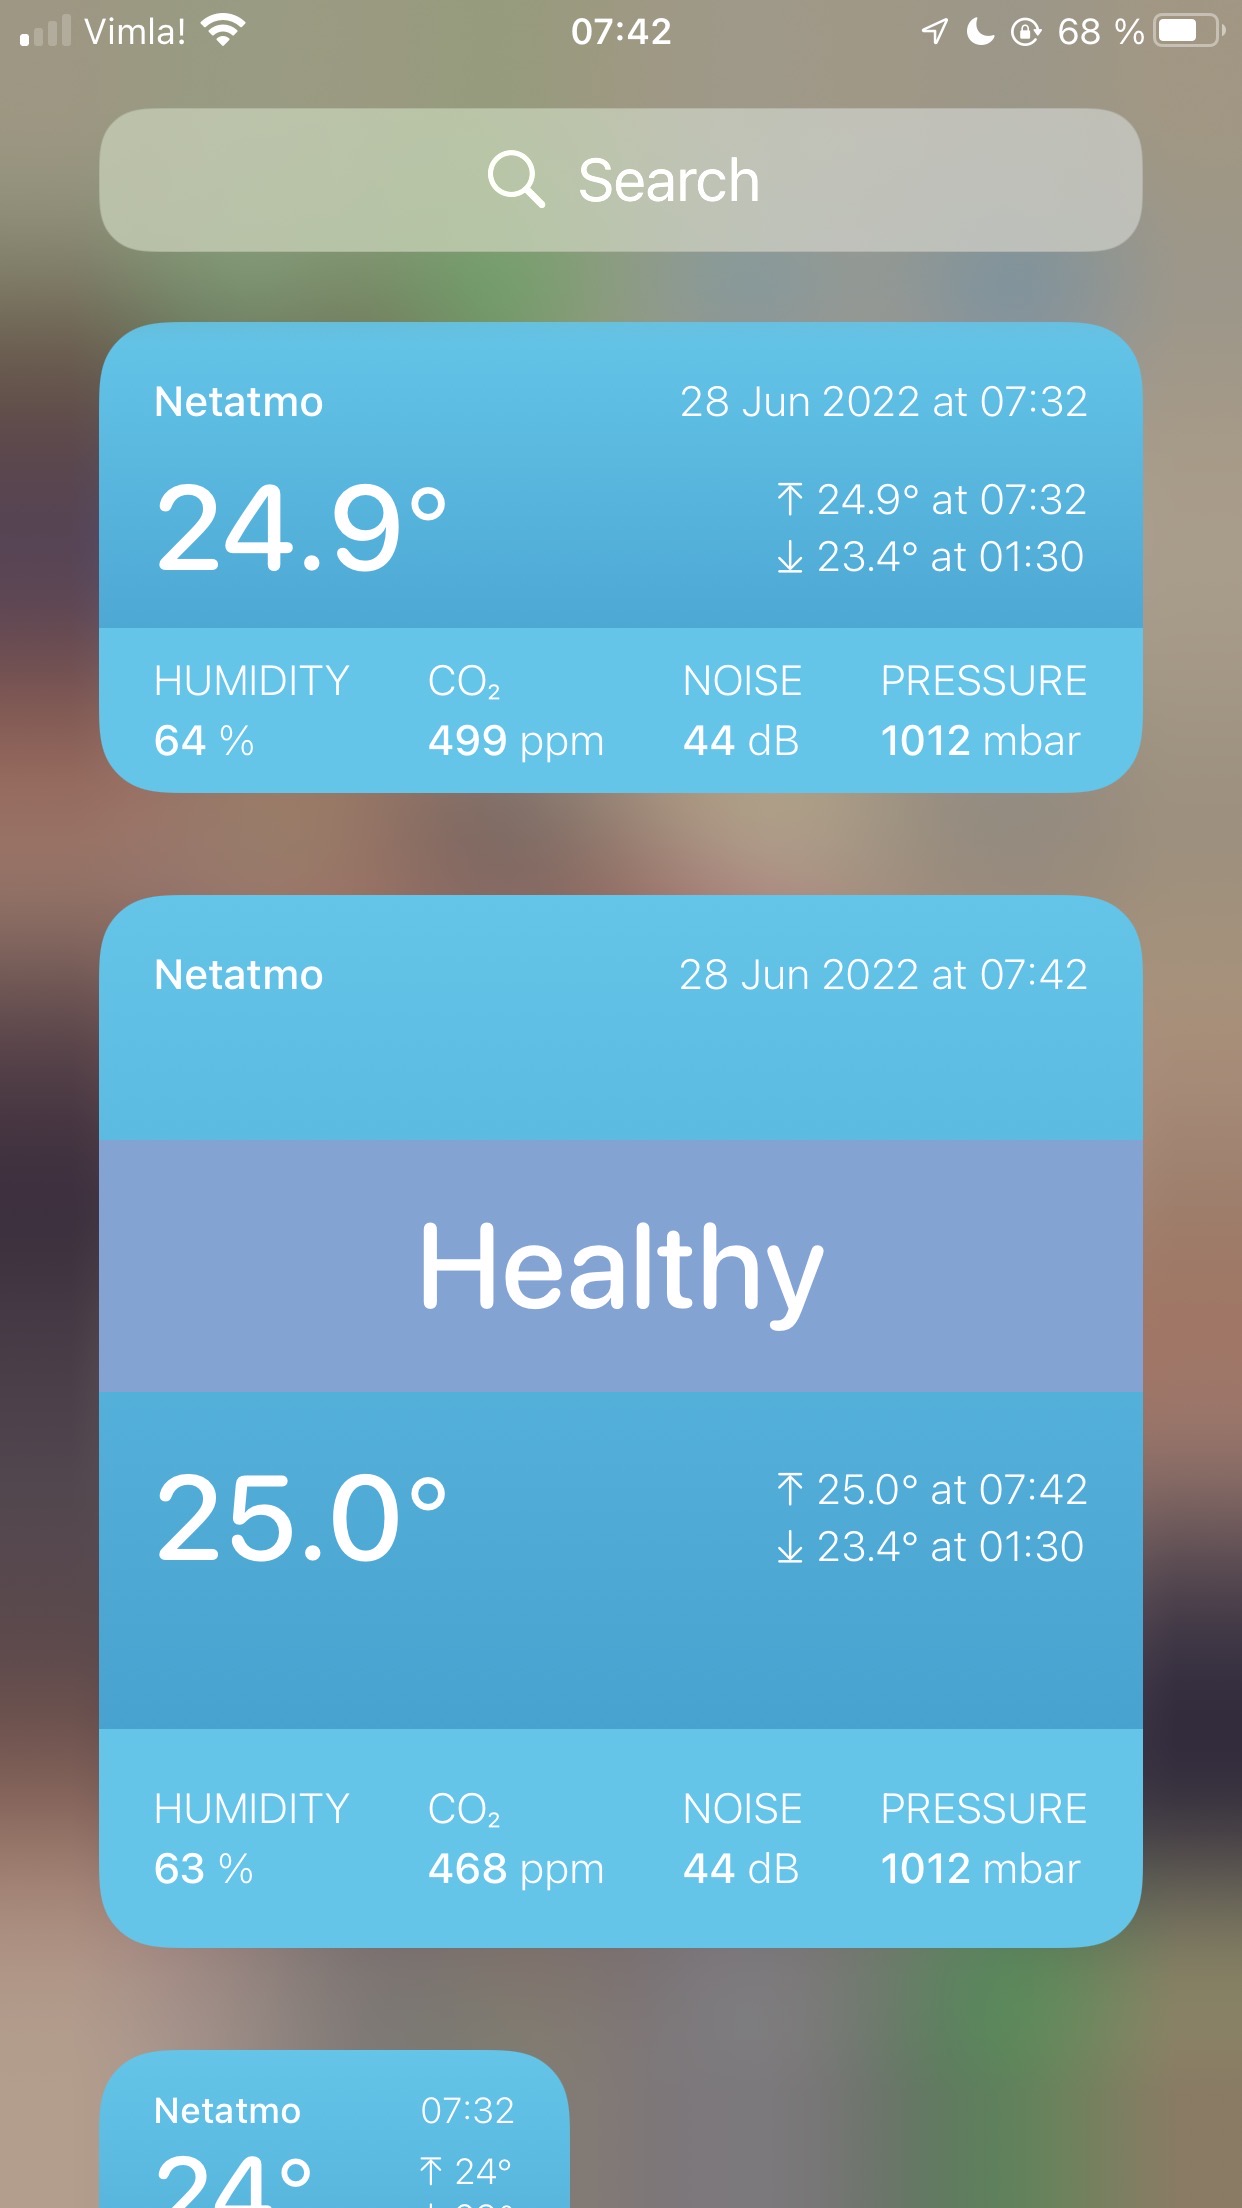 Vimla! 07:42 68 %
Search
Netatmo 28 Jun 2022 at 07:32
24.9° ↑ 24.9° at 07:32
↓ 23.4° at 01:30
HUMIDITY CO₂ NOISE PRESSURE
64 % 499 ppm 44 dB 1012 mbar
Netatmo 28 Jun 2022 at 07:42
Healthy
25.0° ↑ 25.0° at 07:42
↓ 23.4° at 01:30
HUMIDITY CO₂ NOISE PRESSURE
63 % 468 ppm 44 dB 1012 mbar
Netatmo 07:32
24° ↑ 24°